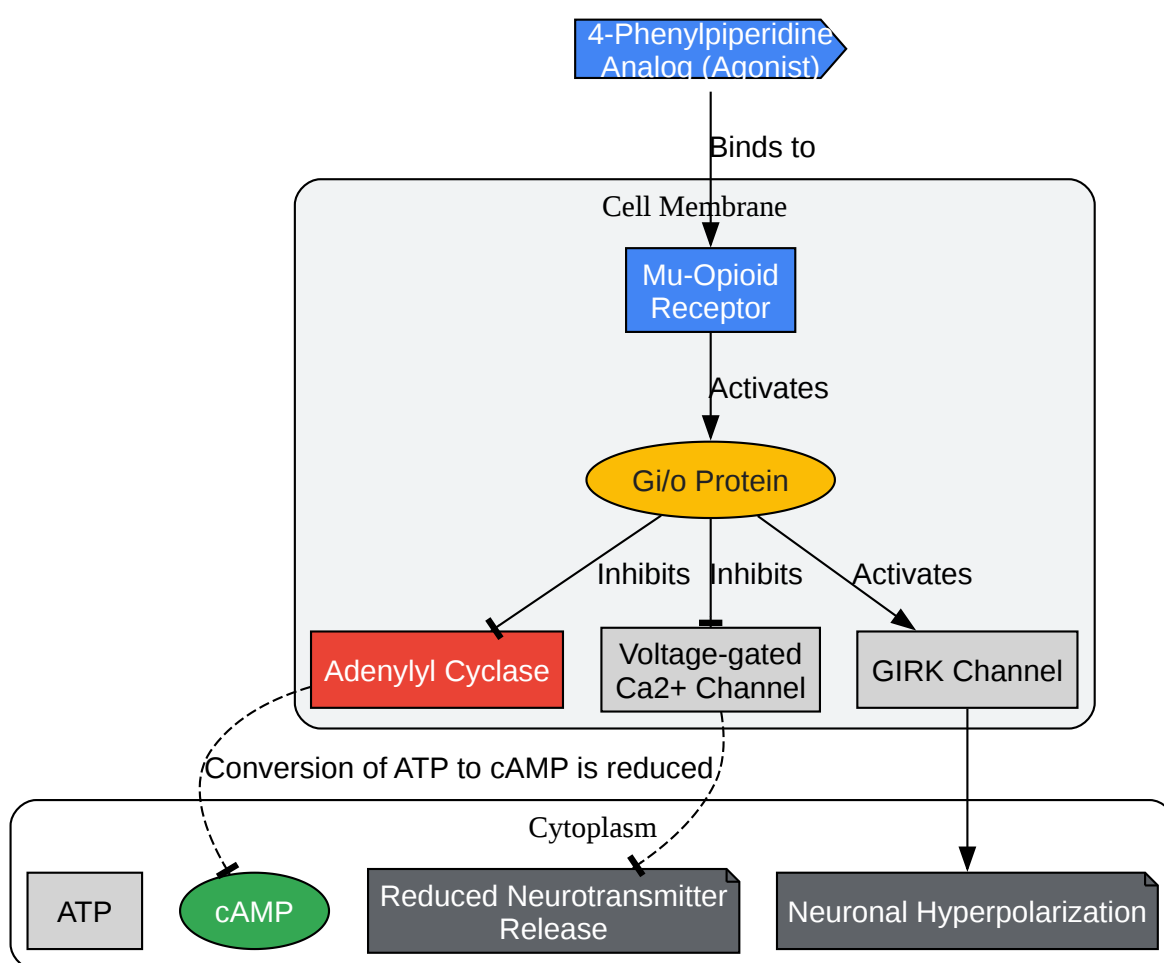 4-Phenylpiperidine
Analog (Agonist)
Binds to
Cell Membrane
Mu-Opioid
Receptor
Activates
Gi/o Protein
Inhibits
Inhibits
Activates
Adenylyl Cyclase
Voltage-gated
Ca2+ Channel
GIRK Channel
Conversion of ATP to cAMP is reduced
Cytoplasm
ATP
cAMP
Reduced Neurotransmitter
Release
Neuronal Hyperpolarization